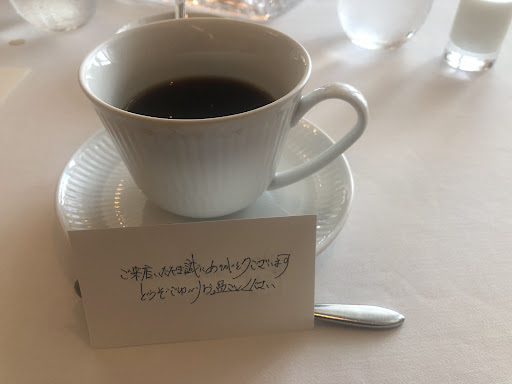 ご来店いただき誠にありがとうございます
どうぞごゆっくりお過ごしください